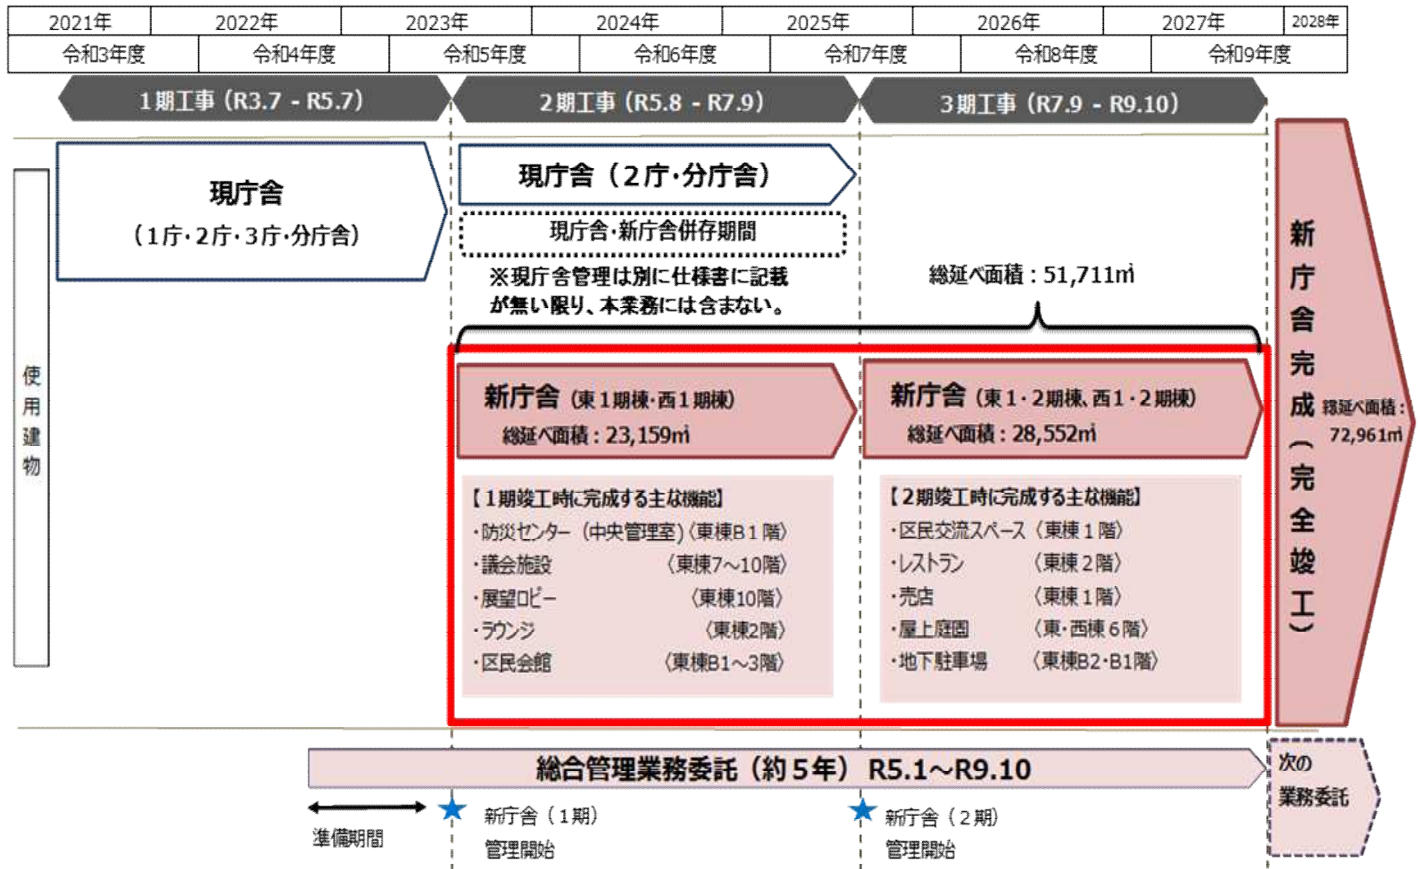 2021年 2022年 2023年 2024年 2025年 2026年 2027年 2028年
令和3年度 令和4年度 令和5年度 令和6年度 令和7年度 令和8年度 令和9年度
１期工事（R3.7 - R5.7） ２期工事（R5.8 - R7.9） ３期工事（R7.9 - R9.10）
使用建物
現庁舎
（１庁･２庁･３庁･分庁舎）
現庁舎（２庁･分庁舎）
現庁舎･新庁舎併存期間
※現庁舎管理は別に仕様書に記載
が無い限り、本業務には含まない。
総延べ面積：51,711㎡
新庁舎（東１期棟･西１期棟）
総延べ面積：23,159㎡
【１期竣工時に完成する主な機能】
・防災センター（中央管理室）〈東棟B１階〉
・議会施設 〈東棟7～10階〉
・展望ロビー 〈東棟10階〉
・ラウンジ 〈東棟2階〉
・区民会館 〈東棟B1～3階〉
新庁舎（東１・２期棟、西１・２期棟）
総延べ面積：28,552㎡
【２期竣工時に完成する主な機能】
・区民交流スペース〈東棟１階〉
・レストラン 〈東棟２階〉
・売店 〈東棟１階〉
・屋上庭園 〈東･西棟６階〉
・地下駐車場 〈東棟B2･B1階〉
新庁舎完成（完全竣工）
総延べ面積：
72,961㎡
総合管理業務委託（約５年）R5.1～R9.10
次の
業務委託
準備期間
新庁舎（１期）
管理開始
新庁舎（２期）
管理開始